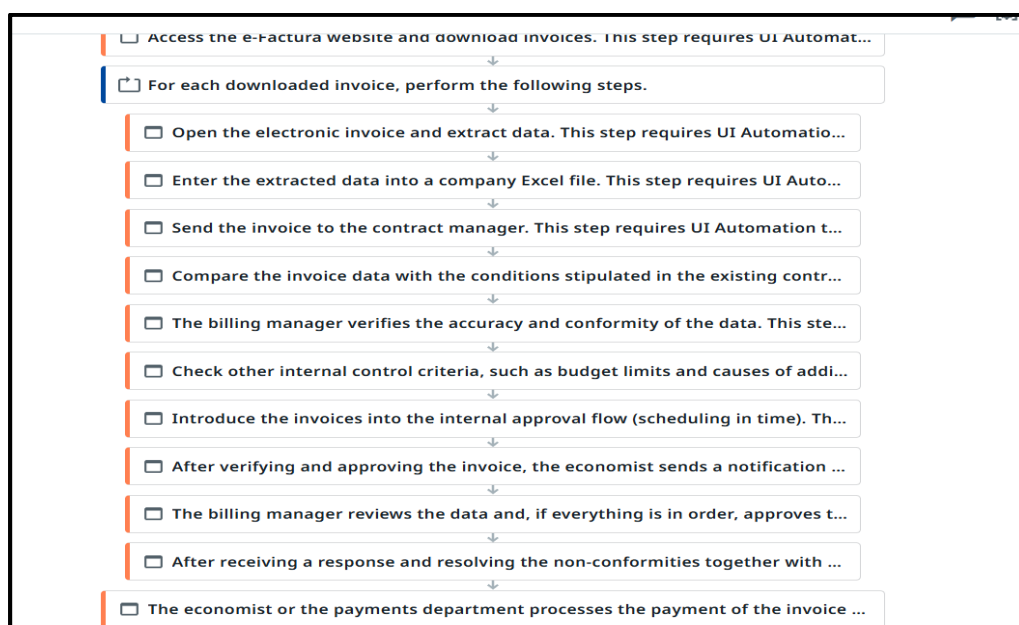 Access the e-Factura website and download invoices. This step requires UI Automat...
For each downloaded invoice, perform the following steps.
Open the electronic invoice and extract data. This step requires UI Automatio...
Enter the extracted data into a company Excel file. This step requires UI Auto...
Send the invoice to the contract manager. This step requires UI Automation t...
Compare the invoice data with the conditions stipulated in the existing contr...
The billing manager verifies the accuracy and conformity of the data. This ste...
Check other internal control criteria, such as budget limits and causes of addi...
Introduce the invoices into the internal approval flow (scheduling in time). Th...
After verifying and approving the invoice, the economist sends a notification ...
The billing manager reviews the data and, if everything is in order, approves t...
After receiving a response and resolving the non-conformities together with ...
The economist or the payments department processes the payment of the invoice ...